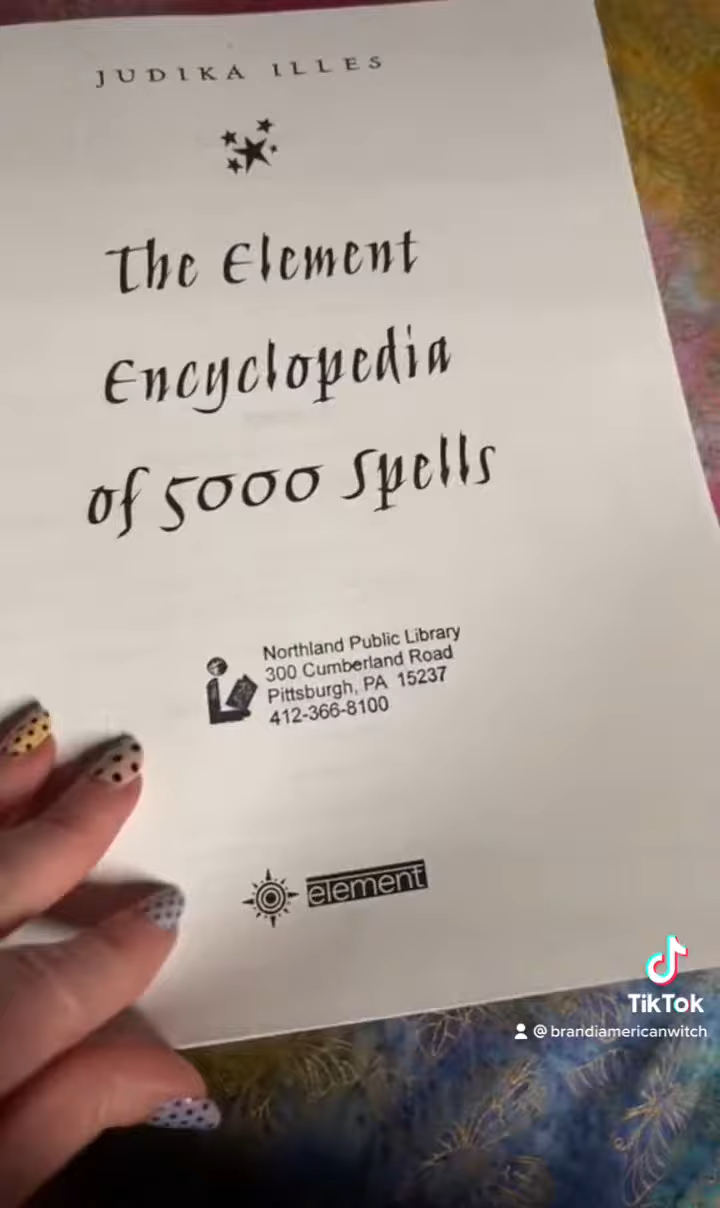 JUDIKA ILLES
The Element
Encyclopedia
of 5000 Spells
Northland Public Library
300 Cumberland Road
Pittsburgh, PA 15237
412-366-8100
element
TikTok
@brandiamericanwitch